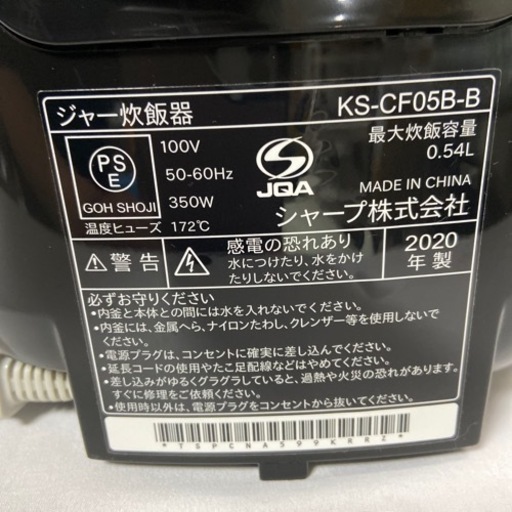 ジャー炊飯器 KS-CF05B-B
PS
E
GOH SHOJI
100V
50-60Hz
350W
温度ヒューズ 172℃
JQA
最大炊飯容量
0.54L
MADE IN CHINA
シャープ株式会社
警告
感電の恐れあり
水につけたり、水をかけ
たりしないでください。
2020
年製
必ずお守りください
•内釜と本体との間には水を入れないでください。
•内釜には、金属へら、ナイロンたわし、クレンザー等を使用しない
でください。
•電源プラグは、コンセントに確実に差し込んでください。
•延長コードの使用やたこ足配線などはやめてください。
•差し込みがゆるくグラグラしていると、過熱や火災の恐れがあります。
すぐに修理をご依頼ください。
•使用時以外は、電源プラグをコンセントから抜いてください。
*TSPCNA599KRRZ*